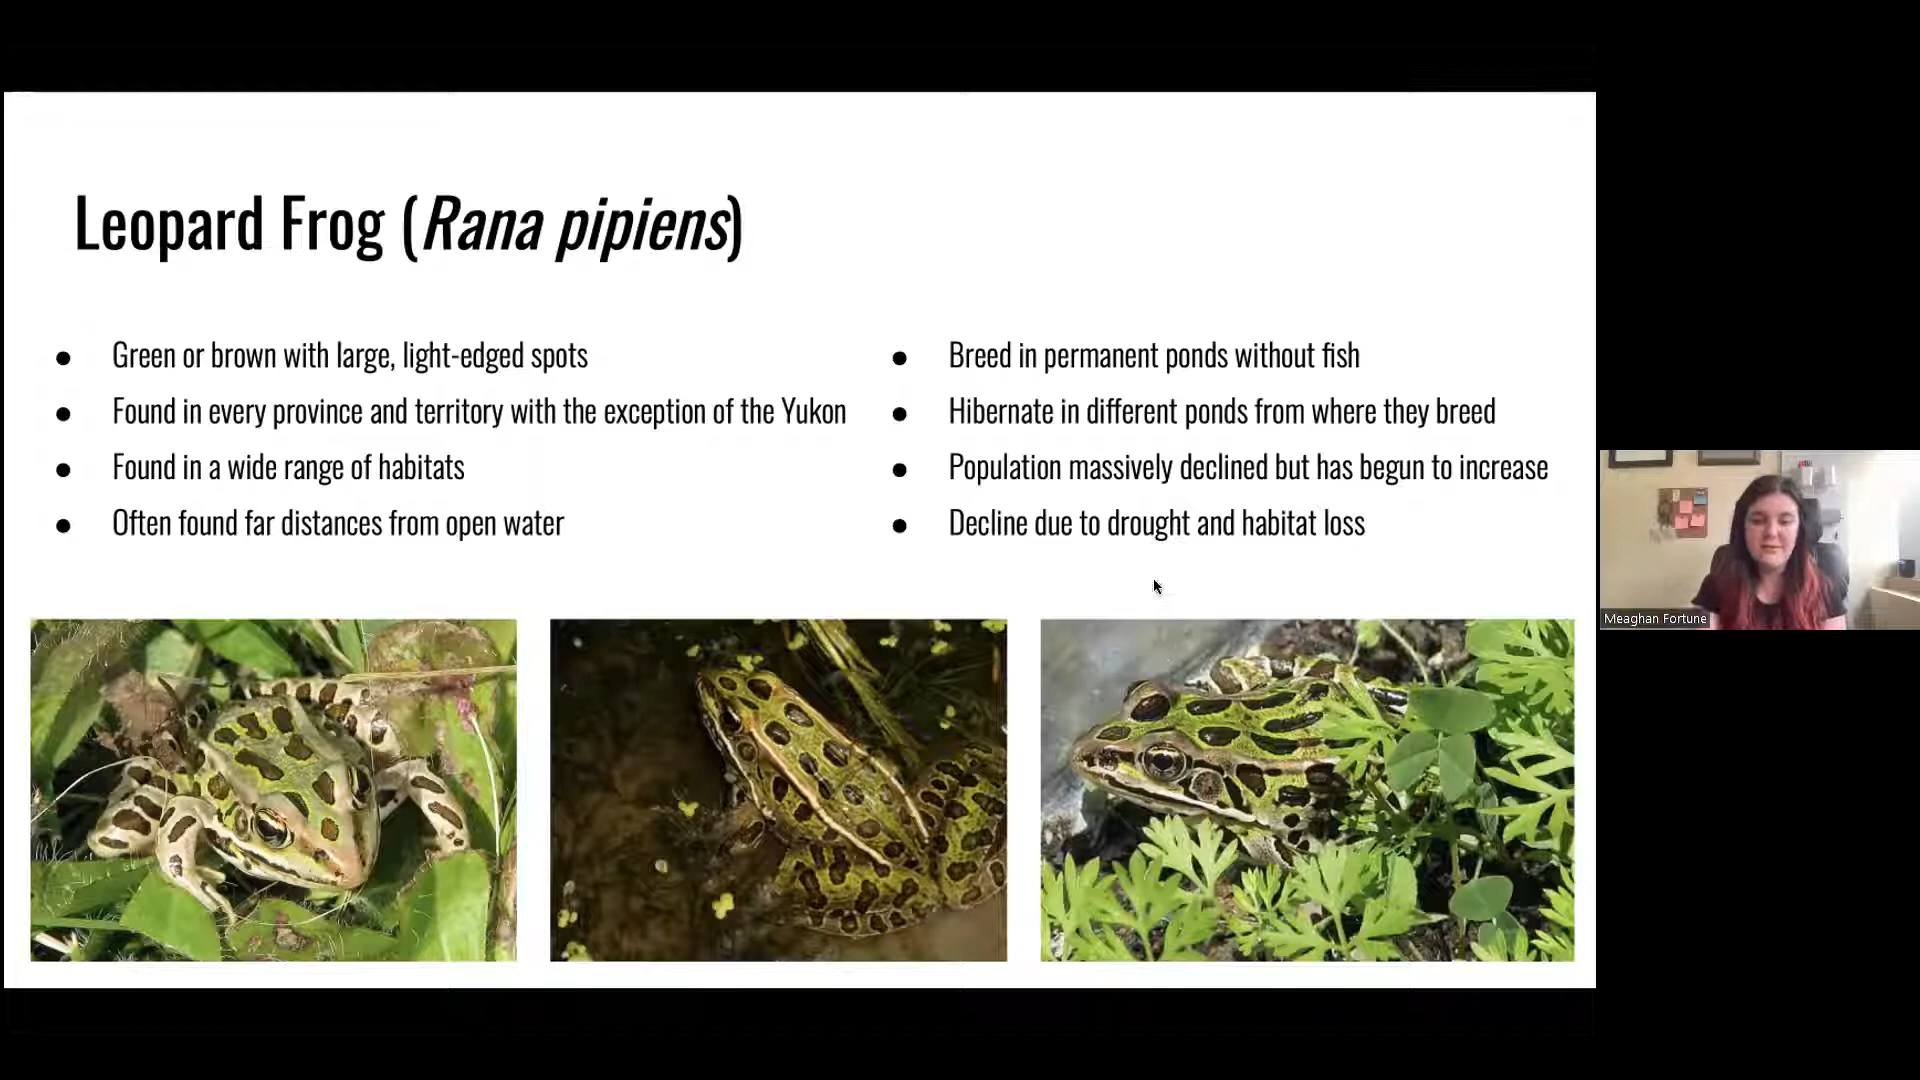 Leopard Frog (Rana pipiens)
● Green or brown with large, light-edged spots
● Found in every province and territory with the exception of the Yukon
● Found in a wide range of habitats
● Often found far distances from open water
● Breed in permanent ponds without fish
● Hibernate in different ponds from where they breed
● Population massively declined but has begun to increase
● Decline due to drought and habitat loss
Meaghan Fortune